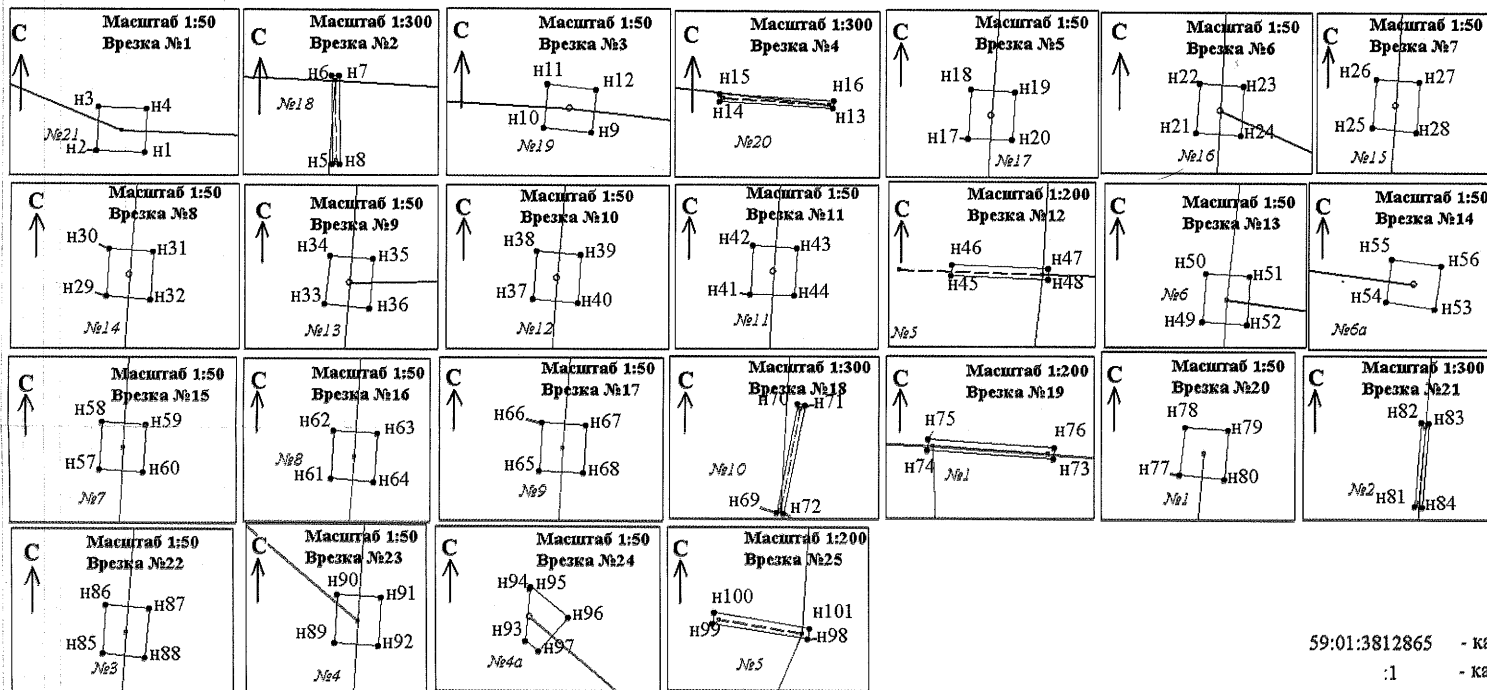 С
Масштаб 1:50
Врезка №1
н3
н4
№21
н2
н1
С
Масштаб 1:300
Врезка №2
н6
н7
№18
н5
н8
С
Масштаб 1:50
Врезка №3
н11
н12
н10
н9
№19
С
Масштаб 1:300
Врезка №4
н15
н16
н14
н13
№20
С
Масштаб 1:50
Врезка №5
н18
н19
н17
н20
№17
С
Масштаб 1:50
Врезка №6
н22
н23
н21
н24
№16
С
Масштаб 1:50
Врезка №7
н26
н27
н25
н28
№15
С
Масштаб 1:50
Врезка №8
н30
н31
н29
н32
№14
С
Масштаб 1:50
Врезка №9
н34
н35
н33
н36
№13
С
Масштаб 1:50
Врезка №10
н38
н39
н37
н40
№12
С
Масштаб 1:50
Врезка №11
н42
н43
н41
н44
№11
С
Масштаб 1:200
Врезка №12
н46
н47
н45
н48
№5
С
Масштаб 1:50
Врезка №13
н50
н51
№6
н49
н52
С
Масштаб 1:50
Врезка №14
н55
н56
н54
н53
№6а
С
Масштаб 1:50
Врезка №15
н58
н59
н57
н60
№7
С
Масштаб 1:50
Врезка №16
н62
н63
№8
н61
н64
С
Масштаб 1:50
Врезка №17
н66
н67
н65
н68
№9
С
Масштаб 1:300
Врезка №18
н70
н71
№10
н69
н72
С
Масштаб 1:200
Врезка №19
н75
н76
н74
н73
№1
С
Масштаб 1:50
Врезка №20
н78
н79
н77
н80
№1
С
Масштаб 1:300
Врезка №21
н82
н83
№2
н81
н84
С
Масштаб 1:50
Врезка №22
н86
н87
н85
н88
№3
С
Масштаб 1:50
Врезка №23
н90
н91
н89
н92
№4
С
Масштаб 1:50
Врезка №24
н94
н95
н96
н93
н97
№4а
С
Масштаб 1:200
Врезка №25
н100
н101
н99
н98
№5
59:01:3812865 - ка
:1 - ка